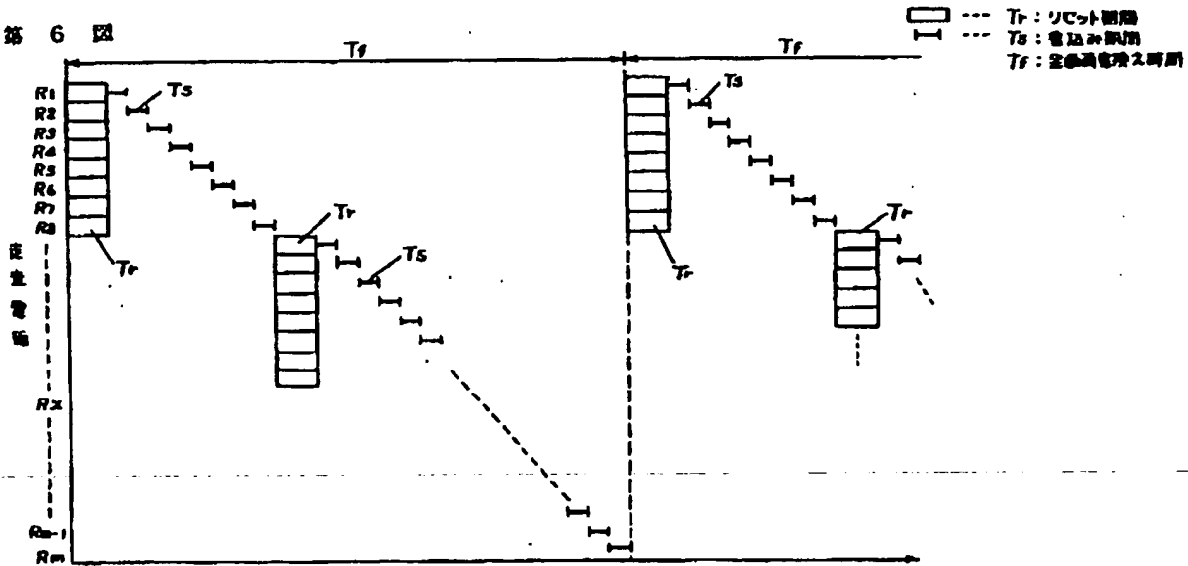 第 6 図
Tr : リセット期間
Ts : 書込み期間
Tf : 全画面書換え時間
Tf
Tf
R1
Ts
Ts
R2
R3
R4
R5
R6
R7
R8
Tr
Tr
Tr
Tr
Ts
走査電極
Rx
Rm-1
Rm